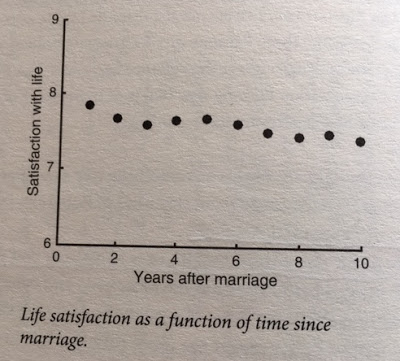 9
8
7
6
Satisfaction with life
0 2 4 6 8 10
Years after marriage
Life satisfaction as a function of time since
marriage.